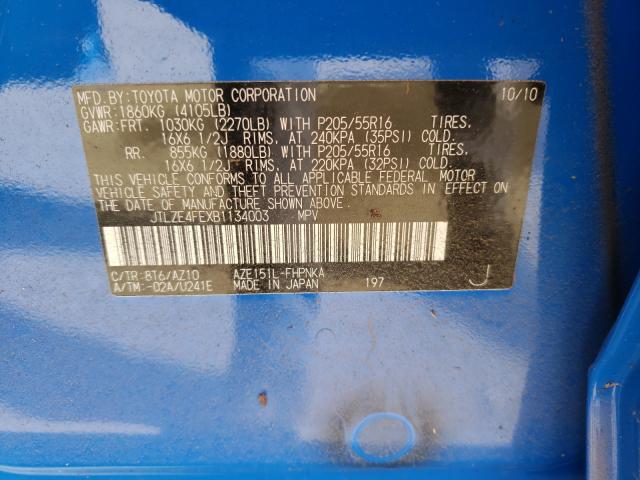 MFD. BY: TOYOTA MOTOR CORPORATION 10/10
GVWR: 1860KG (4105LB)
GAWR: FRT. 1030KG (2270LB) WITH P205/55R16 TIRES,
16X6 1/2J RIMS, AT 240KPA (35PSI) COLD.
RR. 855KG (1880LB) WITH P205/55R16 TIRES,
16X6 1/2J RIMS, AT 220KPA (32PSI) COLD.
THIS VEHICLE CONFORMS TO ALL APPLICABLE FEDERAL MOTOR
VEHICLE SAFETY AND THEFT PREVENTION STANDARDS IN EFFECT ON
THE DATE OF MANUFACTURE SHOWN ABOVE.
JTLZE4FEXB1134003 MPV
C/TR: 8T6/AZ10 AZE151L-FHPNKA
A/TM: -02A/U241E MADE IN JAPAN 197 J